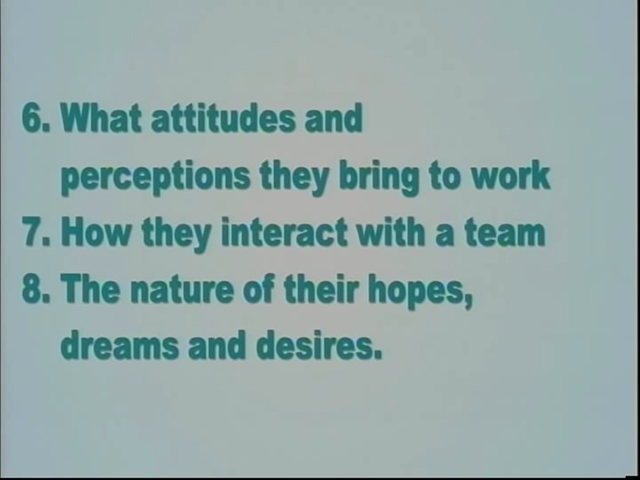 6. What attitudes and
perceptions they bring to work
7. How they interact with a team
8. The nature of their hopes,
dreams and desires.